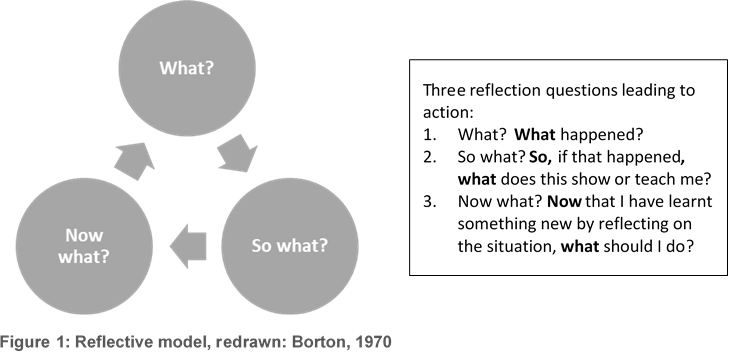 What?
So what?
Now
what?
Three reflection questions leading to
action:
1. What? What happened?
2. So what? So, if that happened,
what does this show or teach me?
3. Now what? Now that I have learnt
something new by reflecting on
the situation, what should I do?
Figure 1: Reflective model, redrawn: Borton, 1970